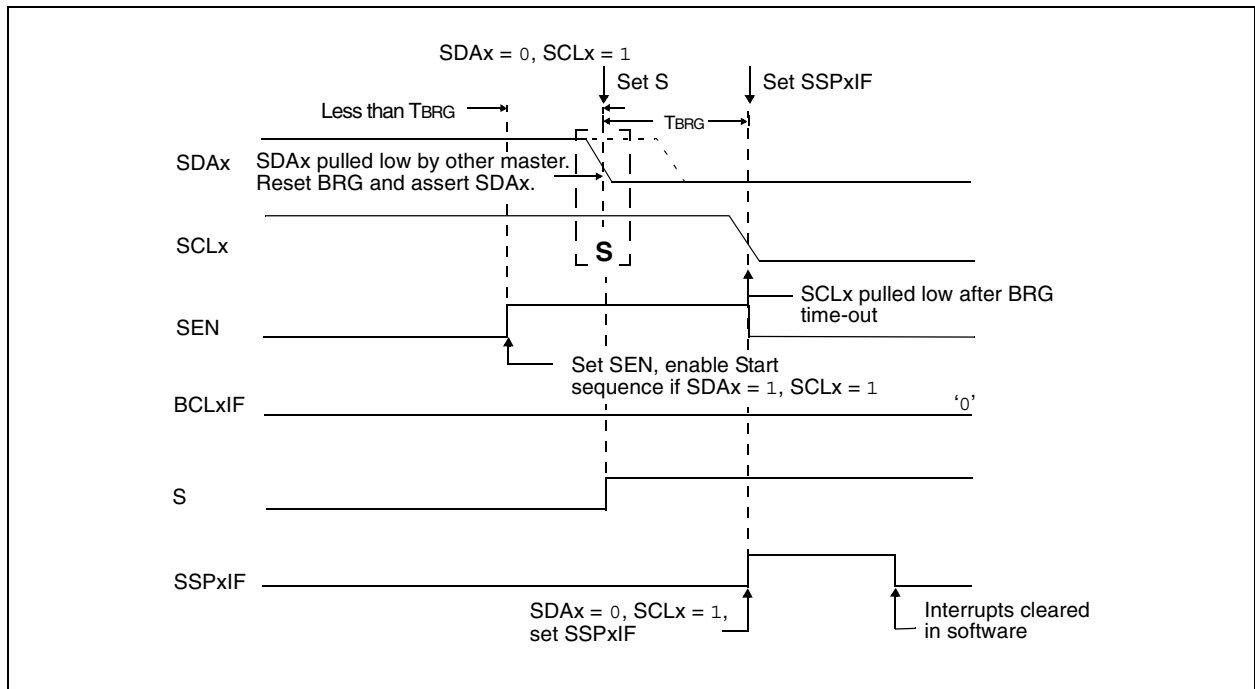 SDAx = 0, SCLx = 1
Set S
Set SSPxIF
Less than TBRG
TBRG
SDAx
SDAx pulled low by other master.
Reset BRG and assert SDAx.
SCLx
S
SCLx pulled low after BRG
time-out
SEN
Set SEN, enable Start
sequence if SDAx = 1, SCLx = 1
BCLxIF
‘0’
S
SSPxIF
SDAx = 0, SCLx = 1,
set SSPxIF
Interrupts cleared
in software